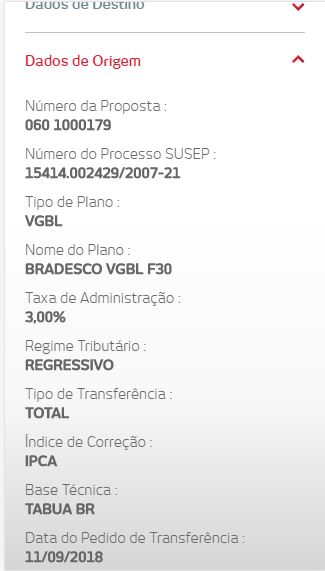 Dados de Destino
Dados de Origem
Número da Proposta :
060 1000179
Número do Processo SUSEP :
15414.002429/2007-21
Tipo de Plano :
VGBL
Nome do Plano :
BRADESCO VGBL F30
Taxa de Administração :
3,00%
Regime Tributário :
REGRESSIVO
Tipo de Transferência :
TOTAL
Índice de Correção :
IPCA
Base Técnica :
TABUA BR
Data do Pedido de Transferência :
11/09/2018